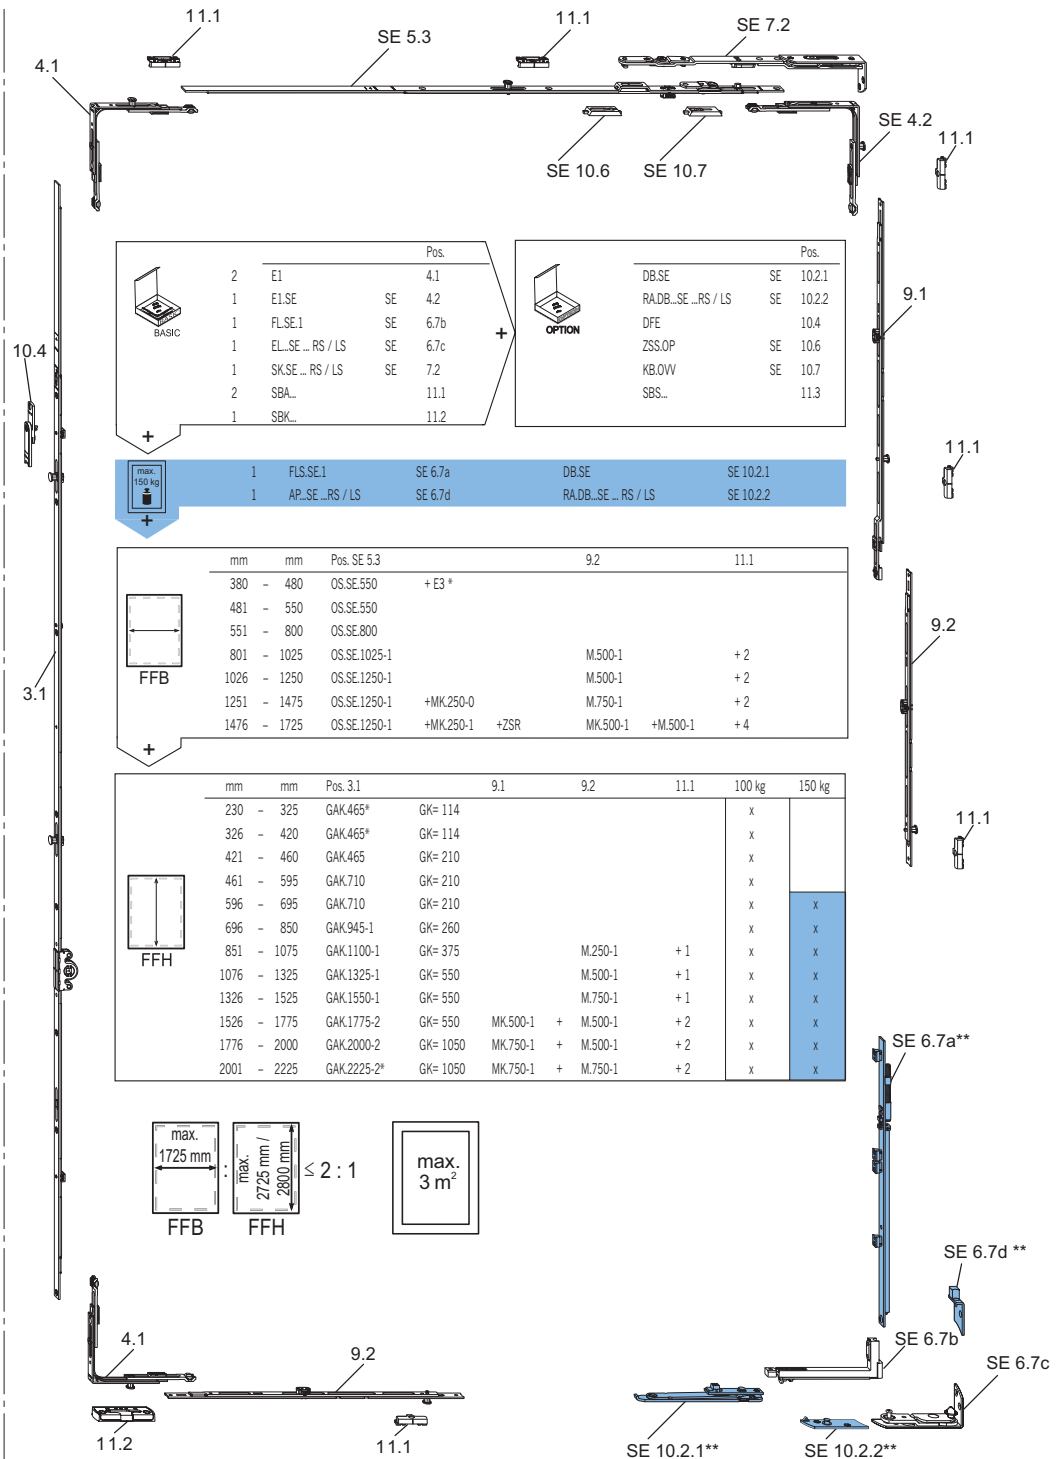 11.1
SE 5.3
11.1
SE 7.2
4.1
SE 4.2
11.1
SE 10.6
SE 10.7
Pos.
2 E1 4.1
1 E1.SE SE 4.2
1 FL.SE.1 SE 6.7b
1 EL...SE ... RS / LS SE 6.7c
1 SK.SE ... RS / LS SE 7.2
2 SBA... 11.1
1 SBK... 11.2
BASIC
+
+
Pos.
DB.SE SE 10.2.1
RA.DB...SE ...RS / LS SE 10.2.2
DFE 10.4
ZSS.OP SE 10.6
KB.OVV SE 10.7
SBS... 11.3
OPTION
9.1
10.4
11.1
max.
150 kg
+
1 FLS.SE.1 SE 6.7a DB.SE SE 10.2.1
1 AP...SE ...RS / LS SE 6.7d RA.DB...SE ... RS / LS SE 10.2.2
mm mm Pos. SE 5.3 9.2 11.1
380 – 480 OS.SE.550 + E3 *
481 – 550 OS.SE.550
551 – 800 OS.SE.800
801 – 1025 OS.SE.1025-1 M.500-1 + 2
1026 – 1250 OS.SE.1250-1 M.500-1 + 2
1251 – 1475 OS.SE.1250-1 +MK.250-0 M.750-1 + 2
1476 – 1725 OS.SE.1250-1 +MK.250-1 +ZSR MK.500-1 +M.500-1 + 4
FFB
+
9.2
3.1
mm mm Pos. 3.1 9.1 9.2 11.1 100 kg 150 kg
230 – 325 GAK.465* GK= 114 x
326 – 420 GAK.465* GK= 114 x
421 – 460 GAK.465 GK= 210 x
461 – 595 GAK.710 GK= 210 x
596 – 695 GAK.710 GK= 210 x x
696 – 850 GAK.945-1 GK= 260 x x
851 – 1075 GAK.1100-1 GK= 375 M.250-1 + 1 x x
1076 – 1325 GAK.1325-1 GK= 550 M.500-1 + 1 x x
1326 – 1525 GAK.1550-1 GK= 550 M.750-1 + 1 x x
1526 – 1775 GAK.1775-2 GK= 550 MK.500-1 + M.500-1 + 2 x x
1776 – 2000 GAK.2000-2 GK= 1050 MK.750-1 + M.500-1 + 2 x x
2001 – 2225 GAK.2225-2* GK= 1050 MK.750-1 + M.750-1 + 2 x x
FFH
11.1
SE 6.7a**
max.
1725 mm
FFB
:
max.
2725 mm /
2800 mm
FFH
≤ 2 : 1
max.
3 m²
SE 6.7d **
4.1
9.2
SE 6.7b
SE 6.7c
11.2
11.1
SE 10.2.1**
SE 10.2.2**